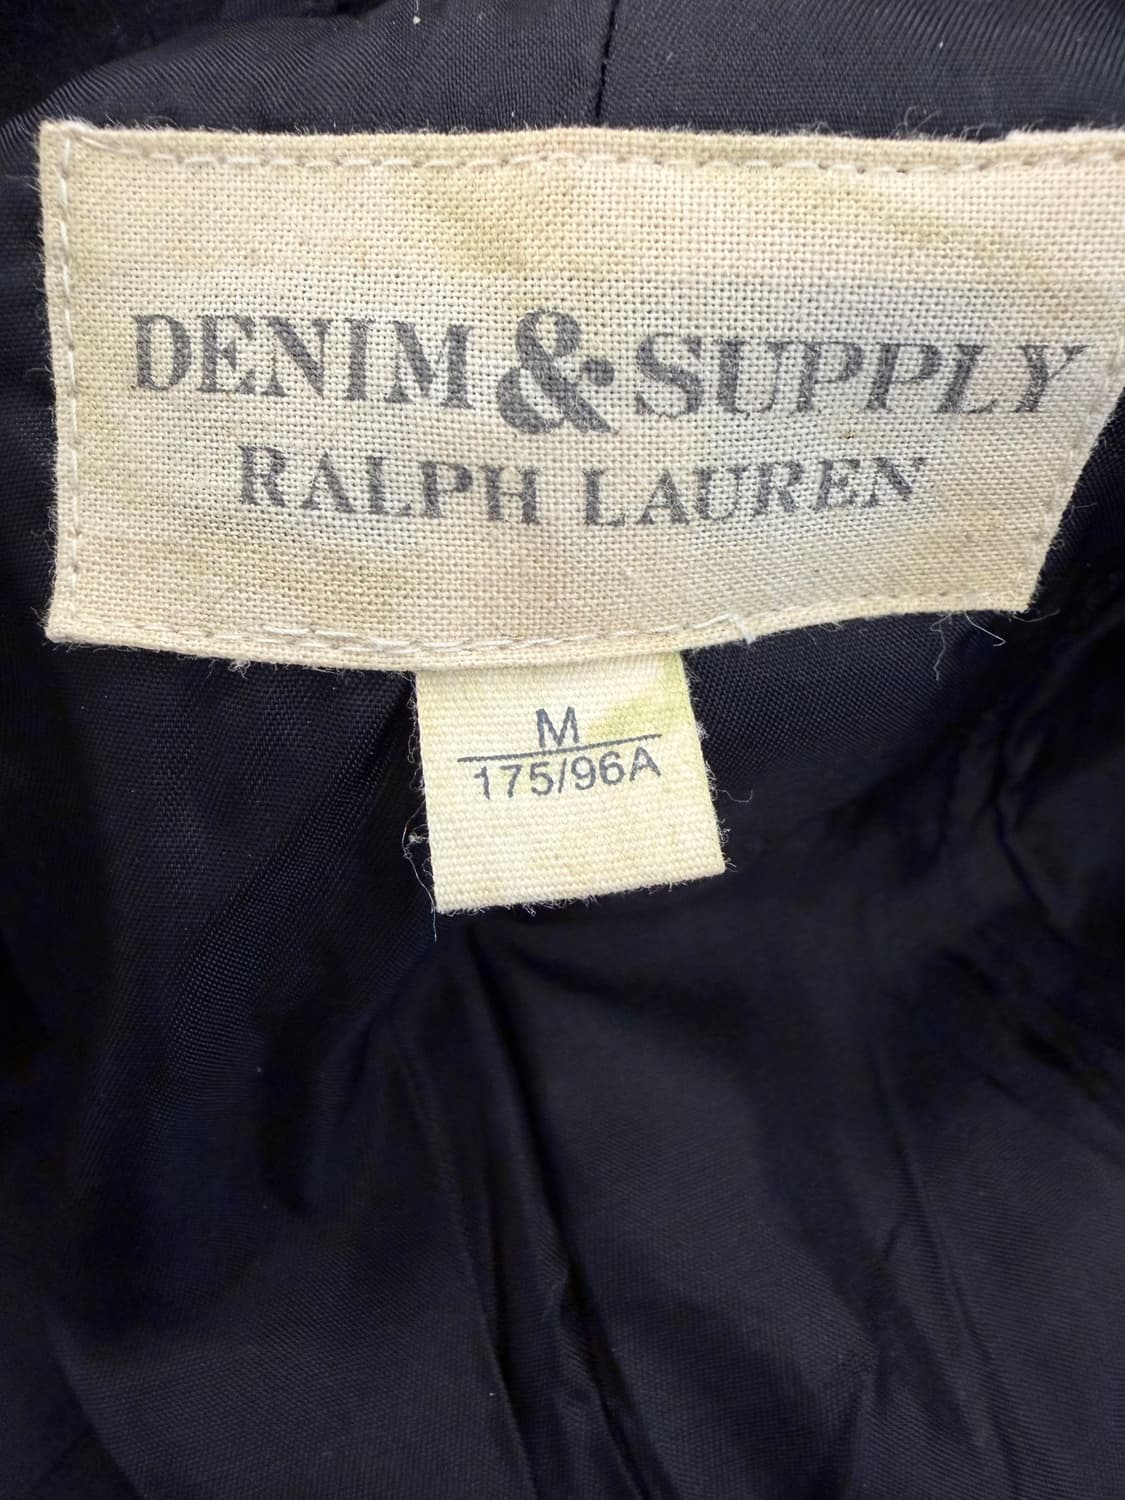 DENIM & SUPPLY
RALPH LAUREN
M
175/96A